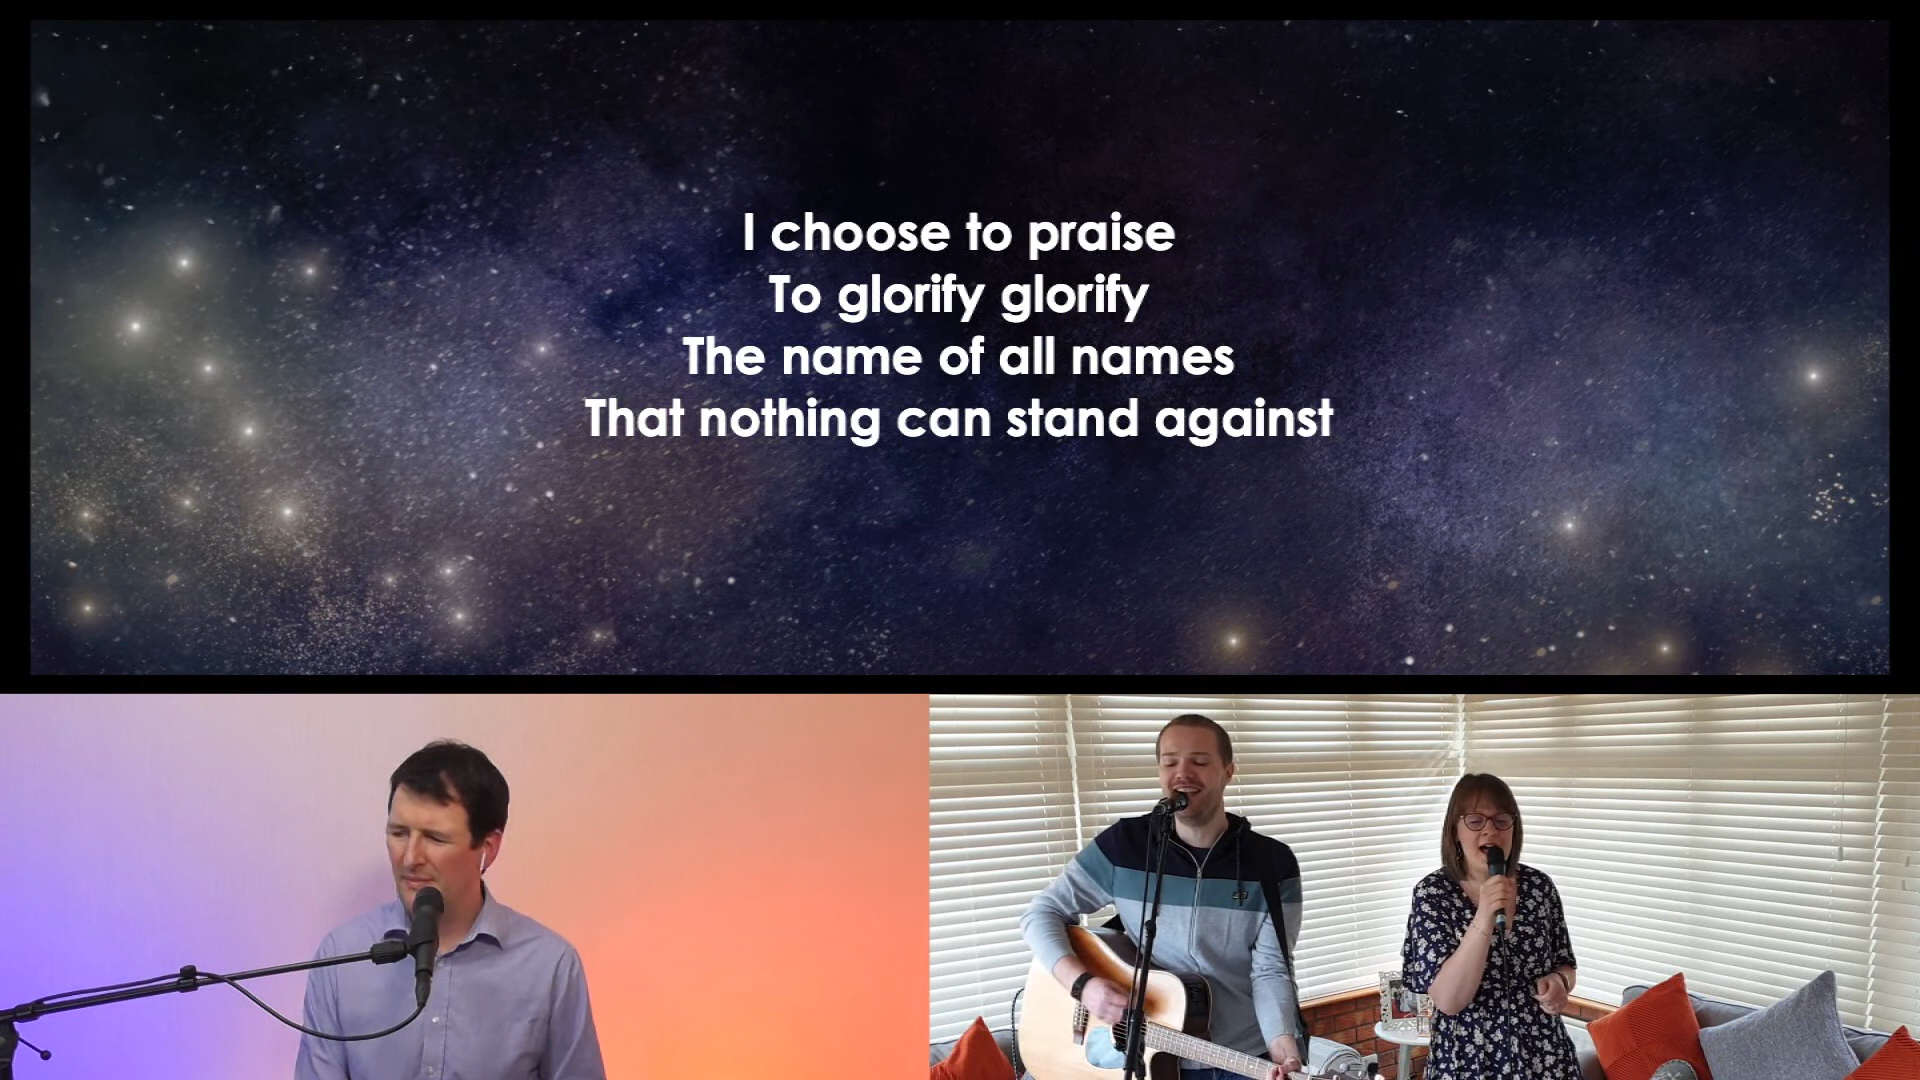 I choose to praise
To glorify glorify
The name of all names
That nothing can stand against